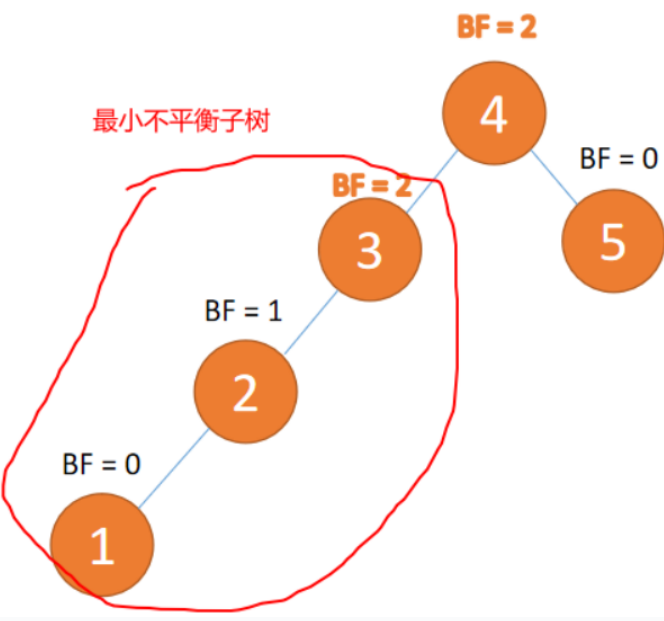 BF = 2
4
最小不平衡子树
BF = 0
BF = 2
3
5
BF = 1
2
BF = 0
1